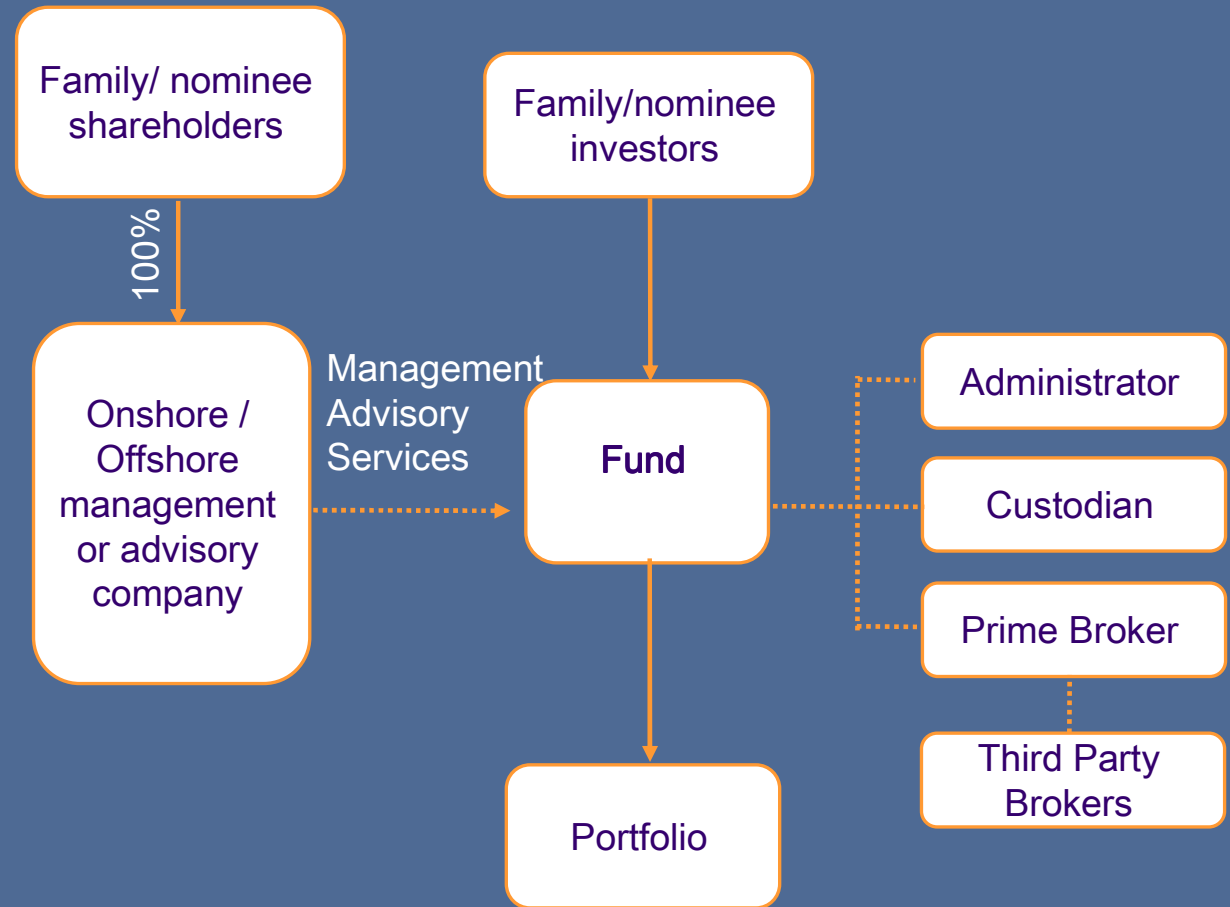 Family/ nominee
shareholders
Family/nominee
investors
100%
Onshore /
Offshore
management
or advisory
company
Management
Advisory
Services
Fund
Administrator
Custodian
Prime Broker
Third Party
Brokers
Portfolio